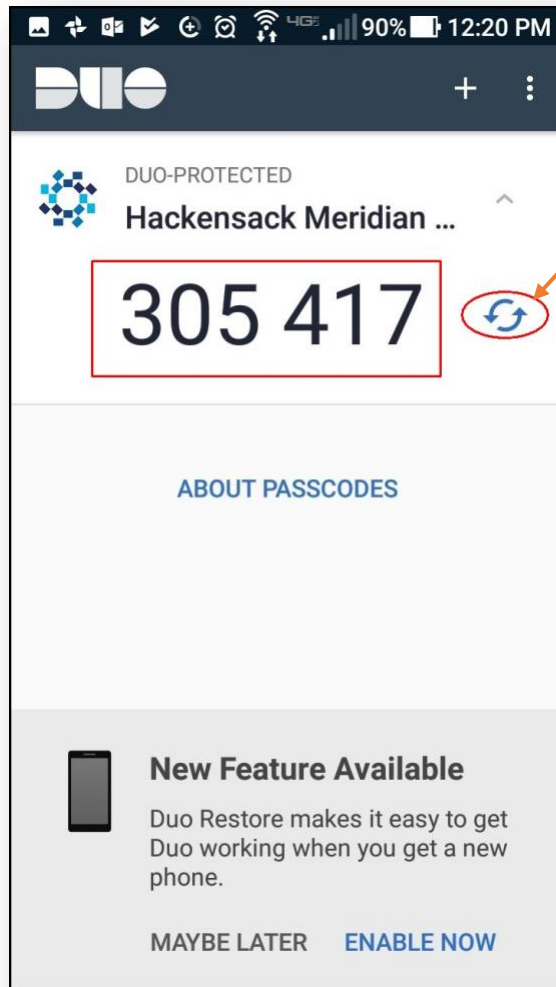 4G 90% 12:20 PM
DUO
DUO-PROTECTED
Hackensack Meridian ...
305 417
ABOUT PASSCODES
New Feature Available
Duo Restore makes it easy to get
Duo working when you get a new
phone.
MAYBE LATER ENABLE NOW